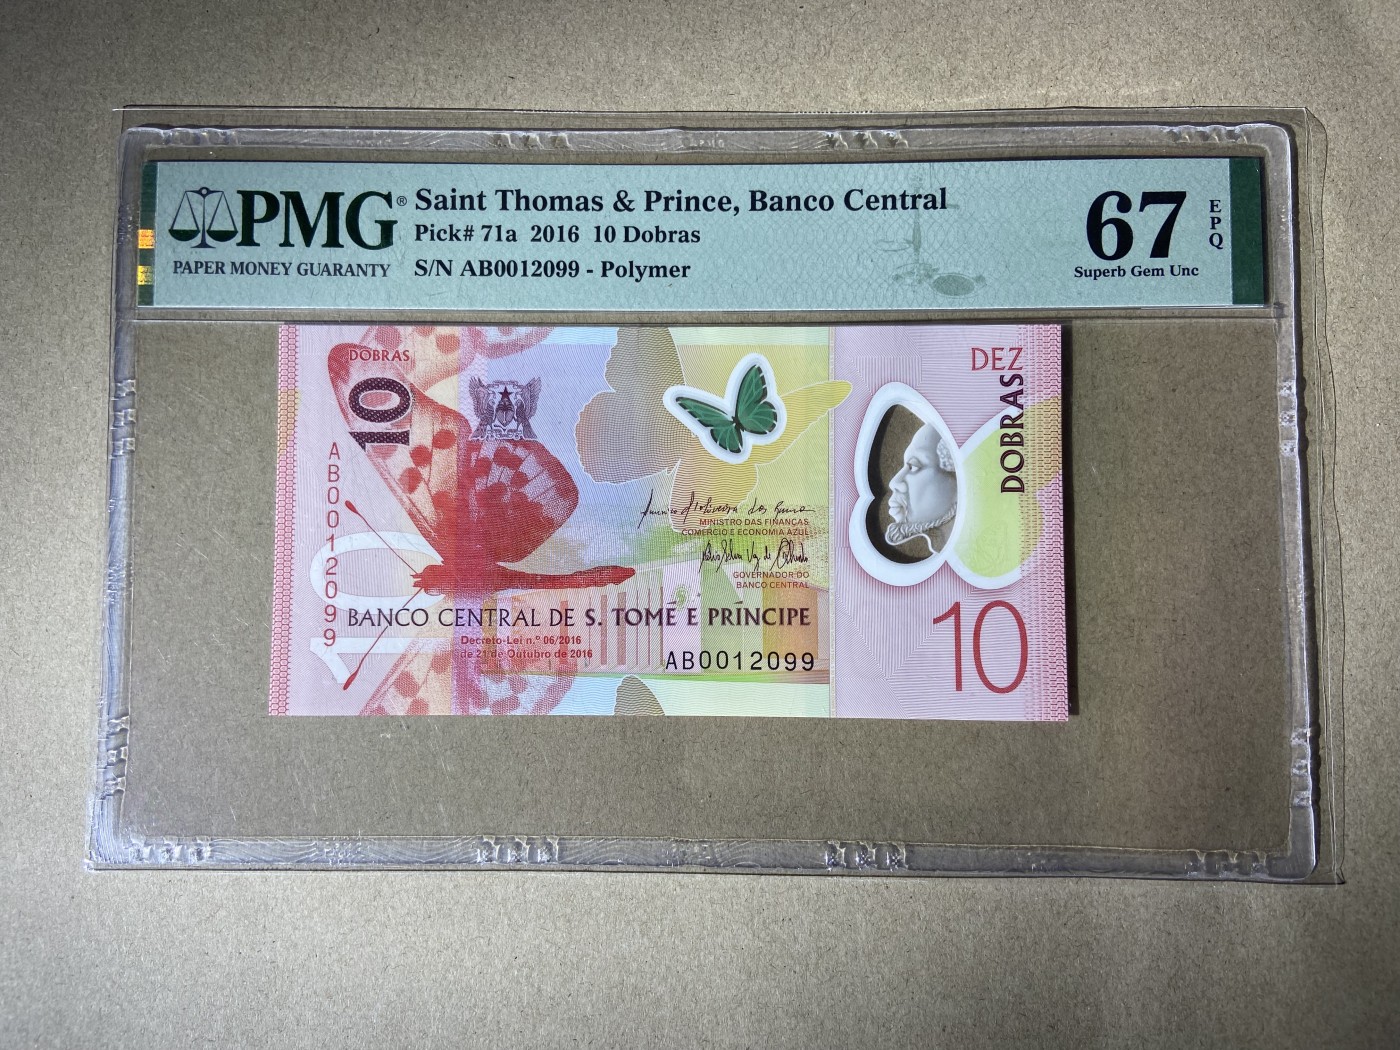 PMG® Saint Thomas & Prince, Banco Central
Pick# 71a 2016 10 Dobras
PAPER MONEY GUARANTY S/N AB0012099 - Polymer
67
EPQ
Superb Gem Unc
DOBRAS
10
AB0012099
10
MINISTRO DAS FINANÇAS
COMÉRCIO E ECONOMIA AZUL
GOVERNADOR DO
BANCO CENTRAL
BANCO CENTRAL DE S. TOMÉ E PRÍNCIPE
Decreto-Lei n.º 06/2016
de 21 de Outubro de 2016
AB0012099
DEZ
DOBRAS
10